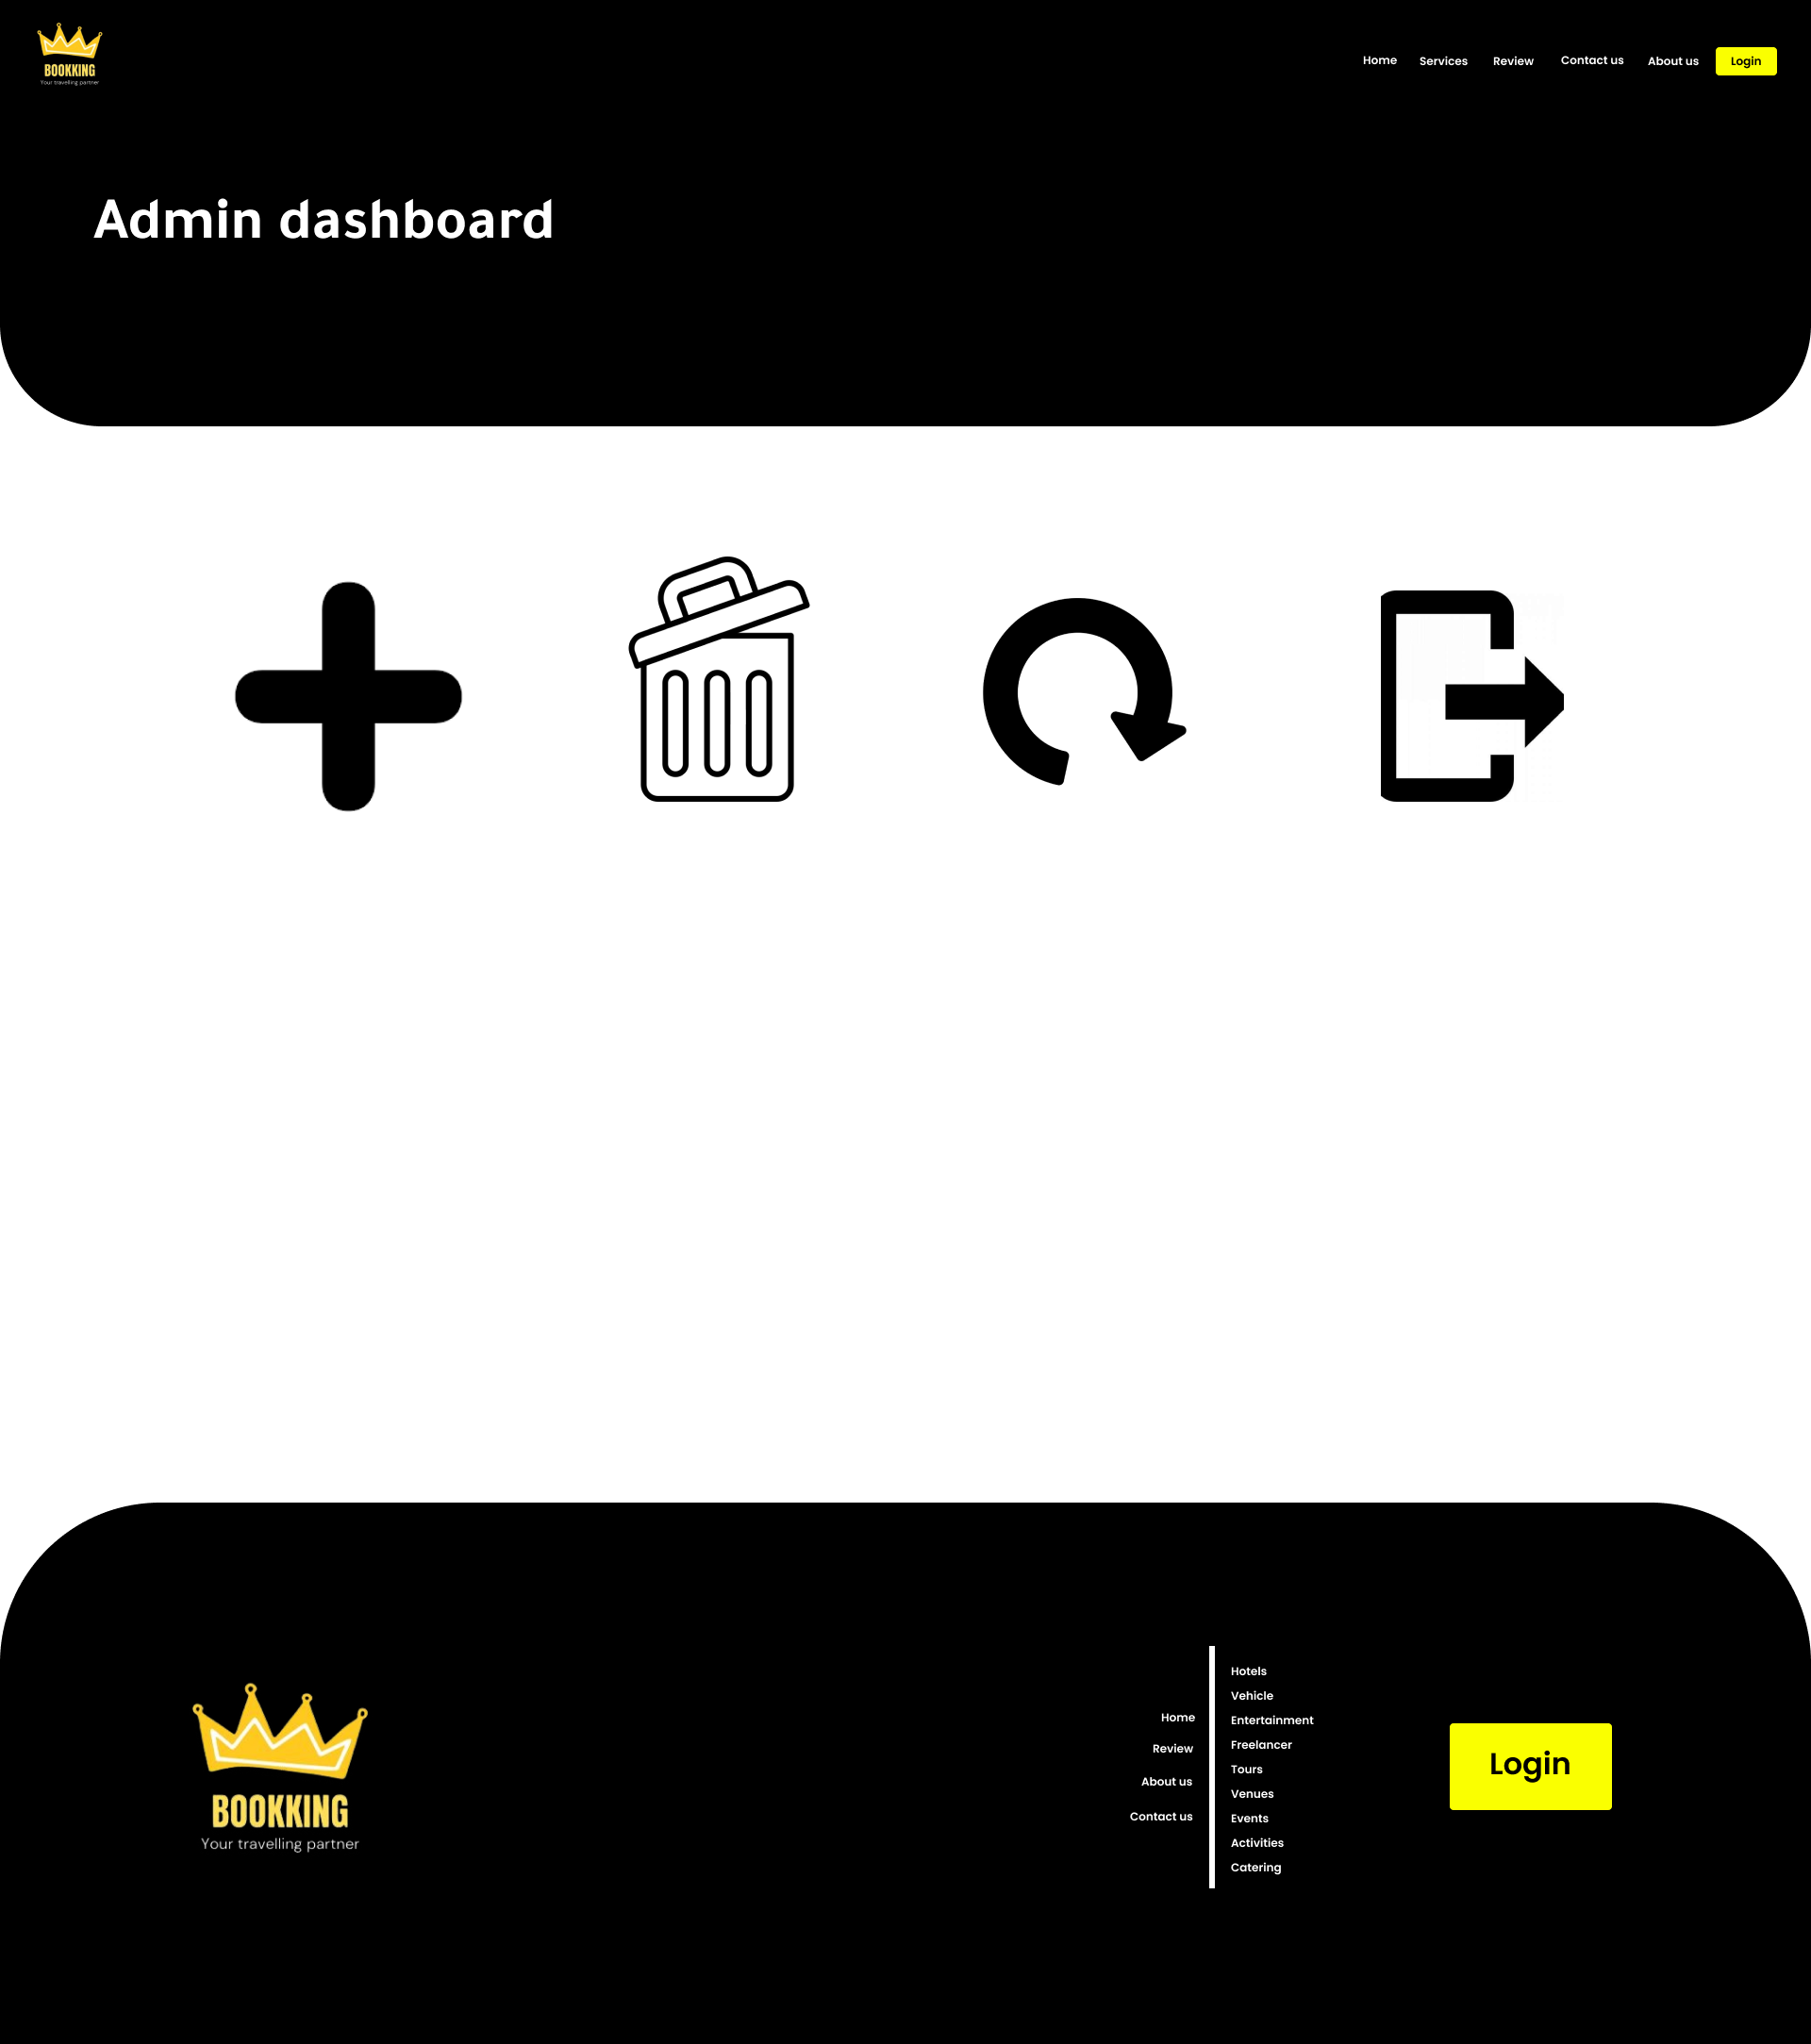 BOOKKING
Your travelling partner
Home Services Review Contact us About us Login
Admin dashboard
BOOKKING
Your travelling partner
Home
Review
About us
Contact us
Hotels
Vehicle
Entertainment
Freelancer
Tours
Venues
Events
Activities
Catering
Login